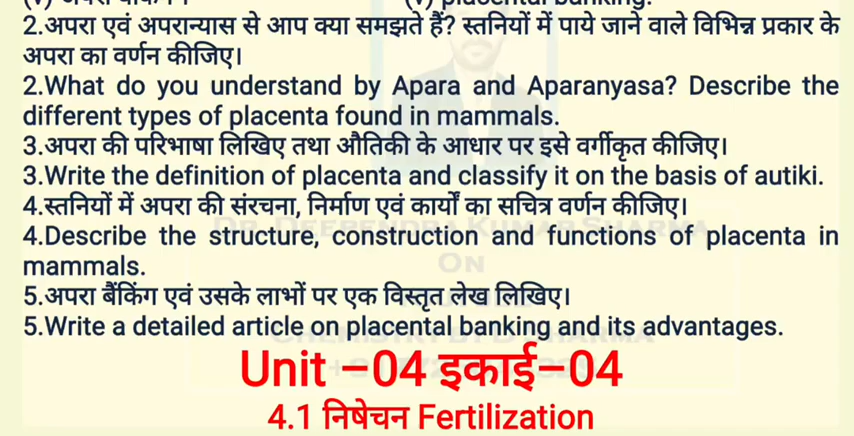 (v) placental banking.
2.अपरा एवं अपरान्यास से आप क्या समझते हैं? स्तनियों में पाये जाने वाले विभिन्न प्रकार के
अपरा का वर्णन कीजिए।
2.What do you understand by Apara and Aparanyasa? Describe the
different types of placenta found in mammals.
3.अपरा की परिभाषा लिखिए तथा औतिकी के आधार पर इसे वर्गीकृत कीजिए।
3.Write the definition of placenta and classify it on the basis of autiki.
4.स्तनियों में अपरा की संरचना, निर्माण एवं कार्यों का सचित्र वर्णन कीजिए।
4.Describe the structure, construction and functions of placenta in
mammals.
5.अपरा बैंकिंग एवं उसके लाभों पर एक विस्तृत लेख लिखिए।
5.Write a detailed article on placental banking and its advantages.
Unit –04 इकाई–04
4.1 निषेचन Fertilization